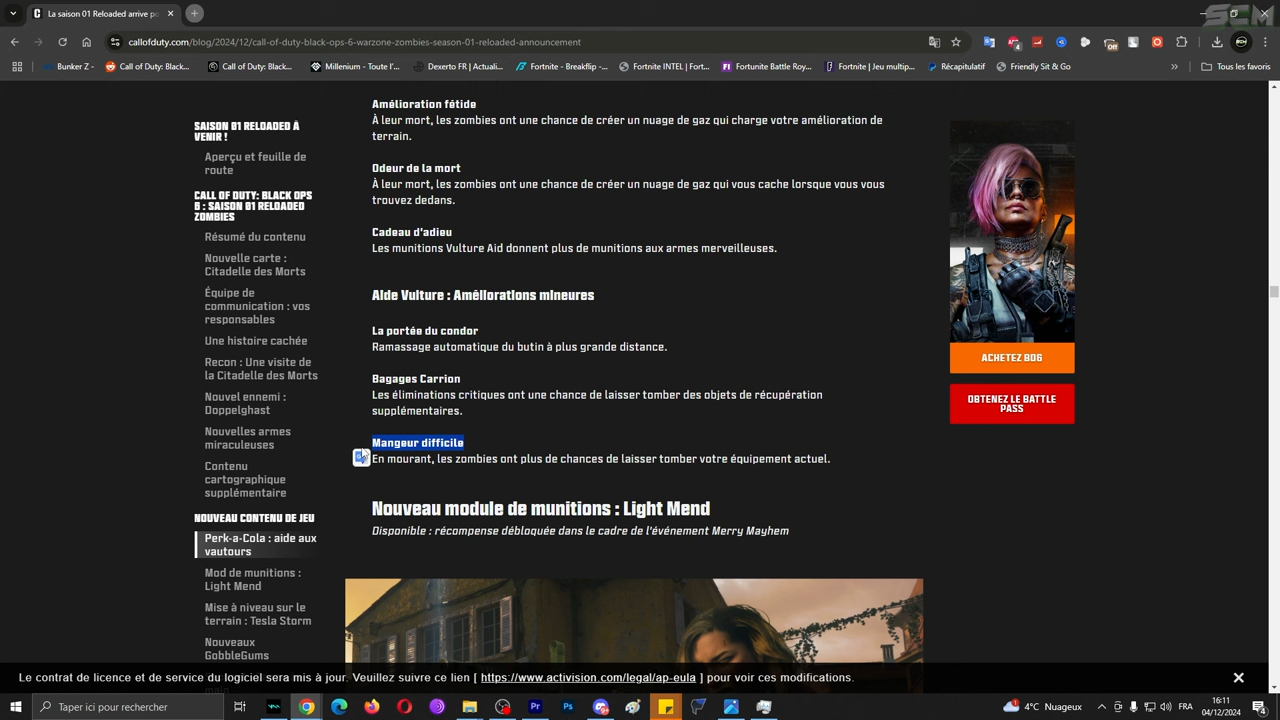 La saison 01 Reloaded arrive po
callofduty.com/blog/2024/12/call-of-duty-black-ops-6-warzone-zombies-season-01-reloaded-announcement
Bunker Z -
Call of Duty: Black...
Call of Duty: Black...
Millenium - Toute l'...
Dexerto FR | Actuali...
Fortnite - Breakflip -...
Fortnite INTEL | Fort...
Fortunite Battle Roy...
Fortnite | Jeu multip...
Récapitulatif
Friendly Sit & Go
Tous les favoris
SAISON 01 RELOADED À
VENIR !
Aperçu et feuille de
route
CALL OF DUTY: BLACK OPS
6 : SAISON 01 RELOADED
ZOMBIES
Résumé du contenu
Nouvelle carte :
Citadelle des Morts
Équipe de
communication : vos
responsables
Une histoire cachée
Recon : Une visite de
la Citadelle des Morts
Nouvel ennemi :
Doppelghast
Nouvelles armes
miraculeuses
Contenu
cartographique
supplémentaire
NOUVEAU CONTENU DE JEU
Perk-a-Cola : aide aux
vautours
Mod de munitions :
Light Mend
Mise à niveau sur le
terrain : Tesla Storm
Nouveaux
GobbleGums
Amélioration fétide
À leur mort, les zombies ont une chance de créer un nuage de gaz qui charge votre amélioration de
terrain.
Odeur de la mort
À leur mort, les zombies ont une chance de créer un nuage de gaz qui vous cache lorsque vous vous
trouvez dedans.
Cadeau d'adieu
Les munitions Vulture Aid donnent plus de munitions aux armes merveilleuses.
Aide Vulture : Améliorations mineures
La portée du condor
Ramassage automatique du butin à plus grande distance.
Bagages Carrion
Les éliminations critiques ont une chance de laisser tomber des objets de récupération
supplémentaires.
Mangeur difficile
En mourant, les zombies ont plus de chances de laisser tomber votre équipement actuel.
Nouveau module de munitions : Light Mend
Disponible : récompense débloquée dans le cadre de l'événement Merry Mayhem
ACHETEZ BO6
OBTENEZ LE BATTLE
PASS
Le contrat de licence et de service du logiciel sera mis à jour. Veuillez suivre ce lien [ https://www.activision.com/legal/ap-eula ] pour voir ces modifications.
Taper ici pour rechercher
4°C Nuageux
FRA
16:11
04/12/2024